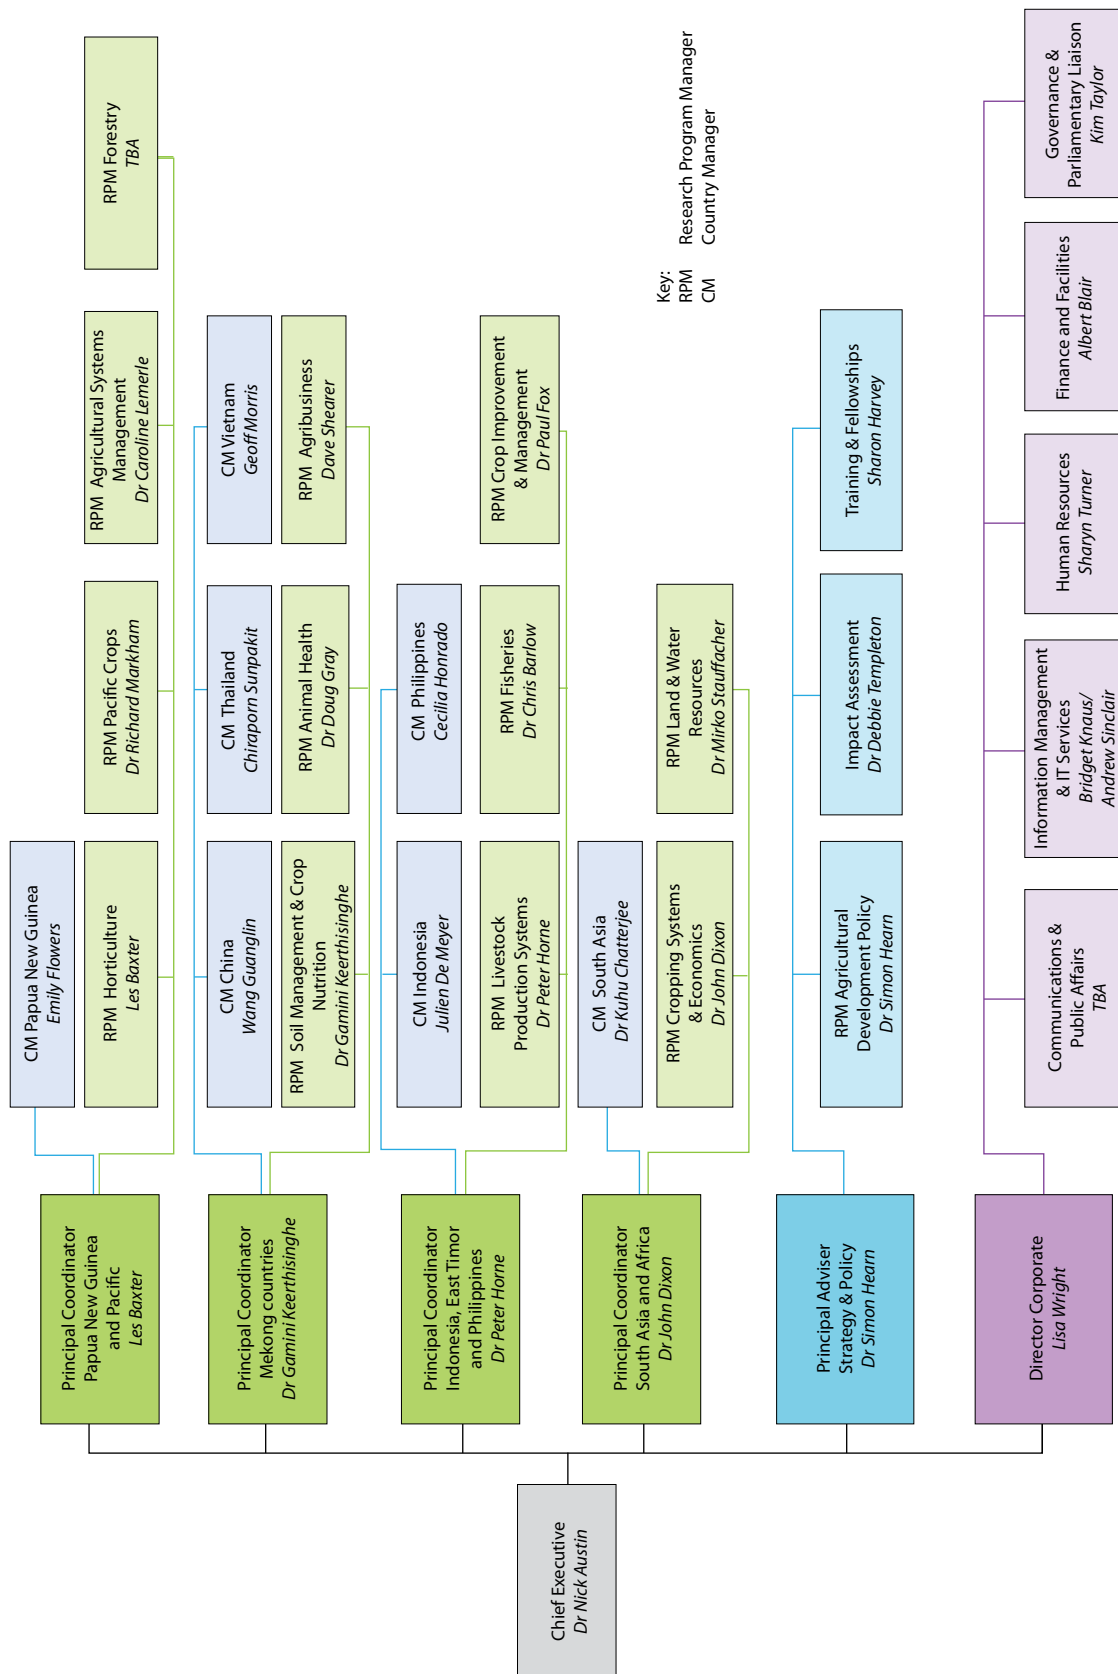 Chief Executive
Dr Nick Austin
Principal Coordinator
Papua New Guinea
and Pacific
Les Baxter
CM Papua New Guinea
Emily Flowers
RPM Horticulture
Les Baxter
RPM Pacific Crops
Dr Richard Markham
RPM Agricultural Systems
Management
Dr Caroline Lemerle
RPM Forestry
TBA
Principal Coordinator
Mekong countries
Dr Gamini Keerthisinghe
CM China
Wang Guanglin
CM Thailand
Chiraporn Sunpakit
CM Vietnam
Geoff Morris
RPM Soil Management & Crop
Nutrition
Dr Gamini Keerthisinghe
RPM Animal Health
Dr Doug Gray
RPM Agribusiness
Dave Shearer
Principal Coordinator
Indonesia, East Timor
and Philippines
Dr Peter Horne
CM Indonesia
Julien De Meyer
CM Philippines
Cecilia Honrado
RPM Livestock
Production Systems
Dr Peter Horne
RPM Fisheries
Dr Chris Barlow
RPM Crop Improvement
& Management
Dr Paul Fox
Principal Coordinator
South Asia and Africa
Dr John Dixon
CM South Asia
Dr Kuhu Chatterjee
RPM Cropping Systems
& Economics
Dr John Dixon
RPM Land & Water
Resources
Dr Mirko Stauffacher
Key:
RPM Research Program Manager
CM Country Manager
Principal Adviser
Strategy & Policy
Dr Simon Hearn
RPM Agricultural
Development Policy
Dr Simon Hearn
Impact Assessment
Dr Debbie Templeton
Training & Fellowships
Sharon Harvey
Director Corporate
Lisa Wright
Communications &
Public Affairs
TBA
Information Management
& IT Services
Bridget Knaus/
Andrew Sinclair
Human Resources
Sharyn Turner
Finance and Facilities
Albert Blair
Governance &
Parliamentary Liaison
Kim Taylor